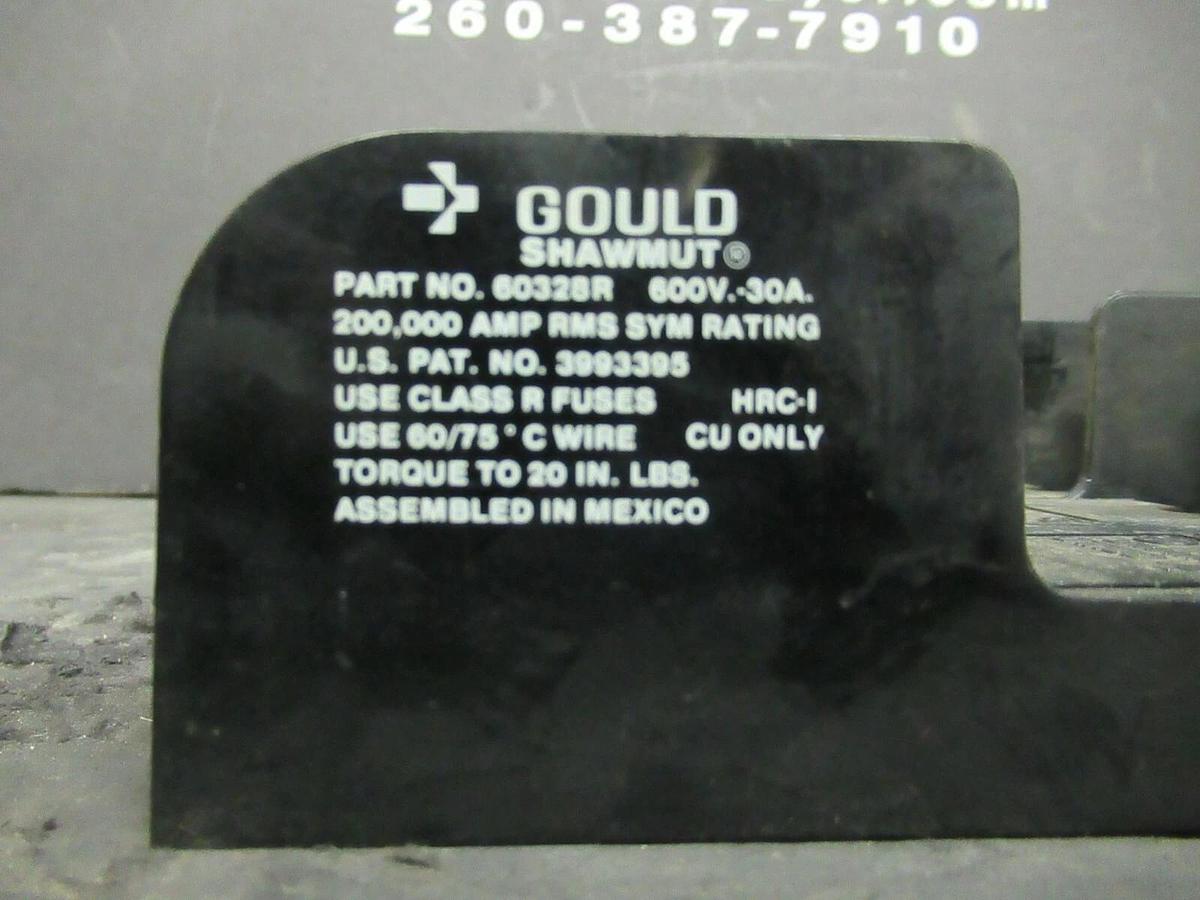 260-387-7910
GOULD
SHAWMUT®
PART NO. 60328R 600V.-30A.
200,000 AMP RMS SYM RATING
U.S. PAT. NO. 3993395
USE CLASS R FUSES HRC-I
USE 60/75°C WIRE CU ONLY
TORQUE TO 20 IN. LBS.
ASSEMBLED IN MEXICO